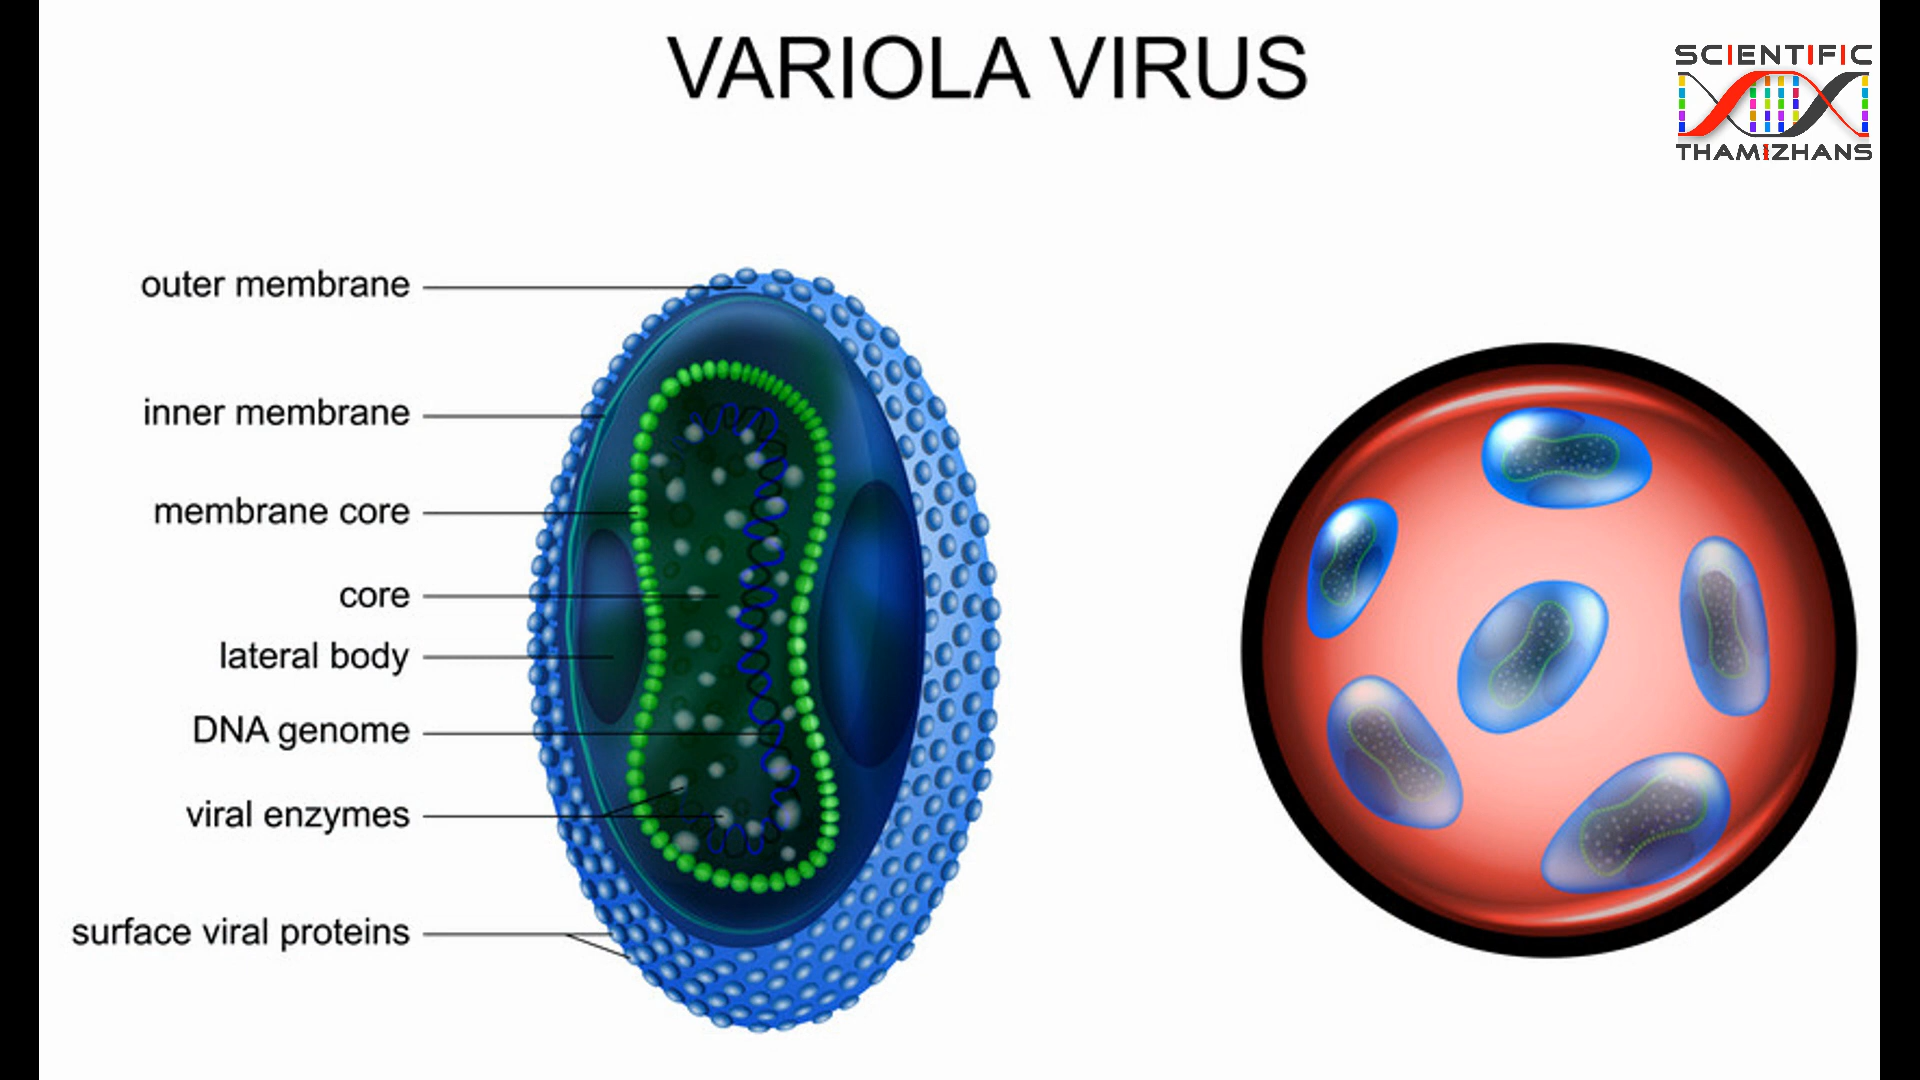 VARIOLA VIRUS
SCIENTIFIC
THAMIZHANS
outer membrane
inner membrane
membrane core
core
lateral body
DNA genome
viral enzymes
surface viral proteins